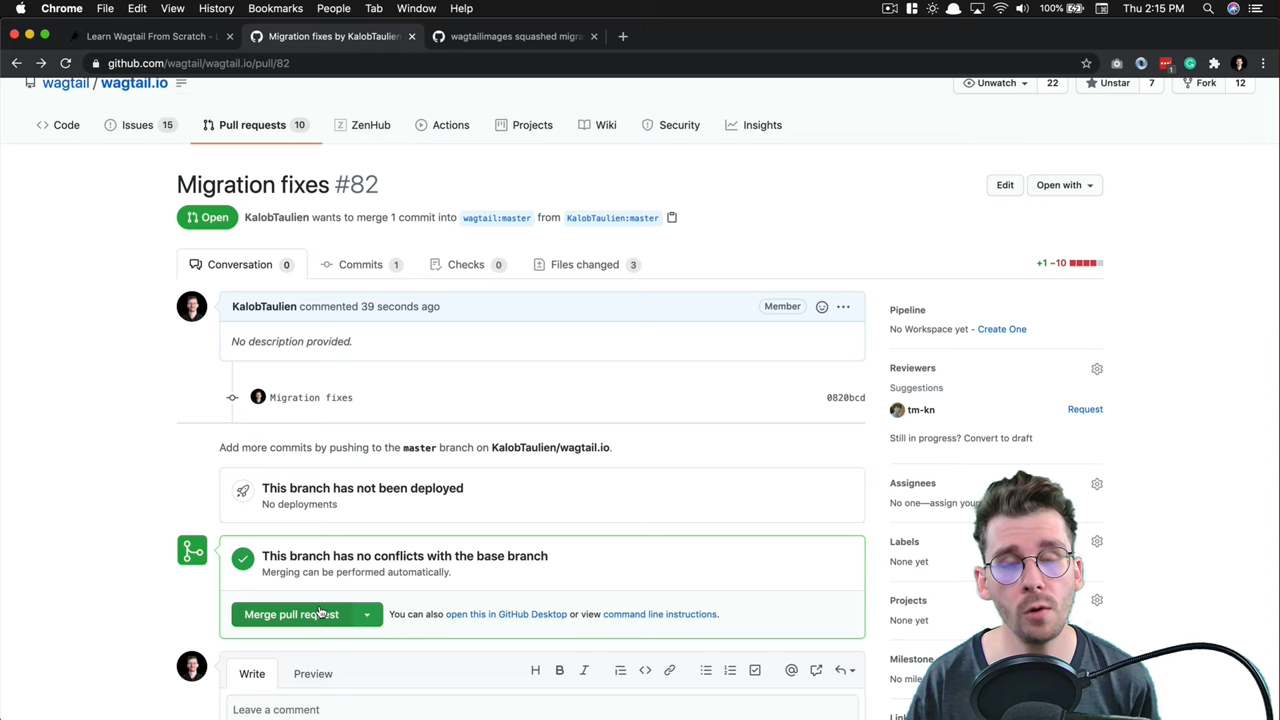 Chrome File Edit View History Bookmarks People Tab Window Help 100% Thu 2:15 PM
Learn Wagtail From Scratch - L
Migration fixes by KalobTaulien
wagtailimages squashed migra
github.com/wagtail/wagtail.io/pull/82
wagtail / wagtail.io
Unwatch 22 Unstar 7 Fork 12
Code Issues 15 Pull requests 10 ZenHub Actions Projects Wiki Security Insights
Migration fixes #82
Edit Open with
Open KalobTaulien wants to merge 1 commit into wagtail:master from KalobTaulien:master
Conversation 0 Commits 1 Checks 0 Files changed 3 +1 −10
KalobTaulien commented 39 seconds ago Member
No description provided.
Migration fixes 0820bcd
Add more commits by pushing to the master branch on KalobTaulien/wagtail.io.
This branch has not been deployed
No deployments
This branch has no conflicts with the base branch
Merging can be performed automatically.
Merge pull request You can also open this in GitHub Desktop or view command line instructions.
Write Preview
Leave a comment
Pipeline
No Workspace yet - Create One
Reviewers
Suggestions
tm-kn Request
Still in progress? Convert to draft
Assignees
No one—assign your
Labels
None yet
Projects
None yet
Milestone
No mile